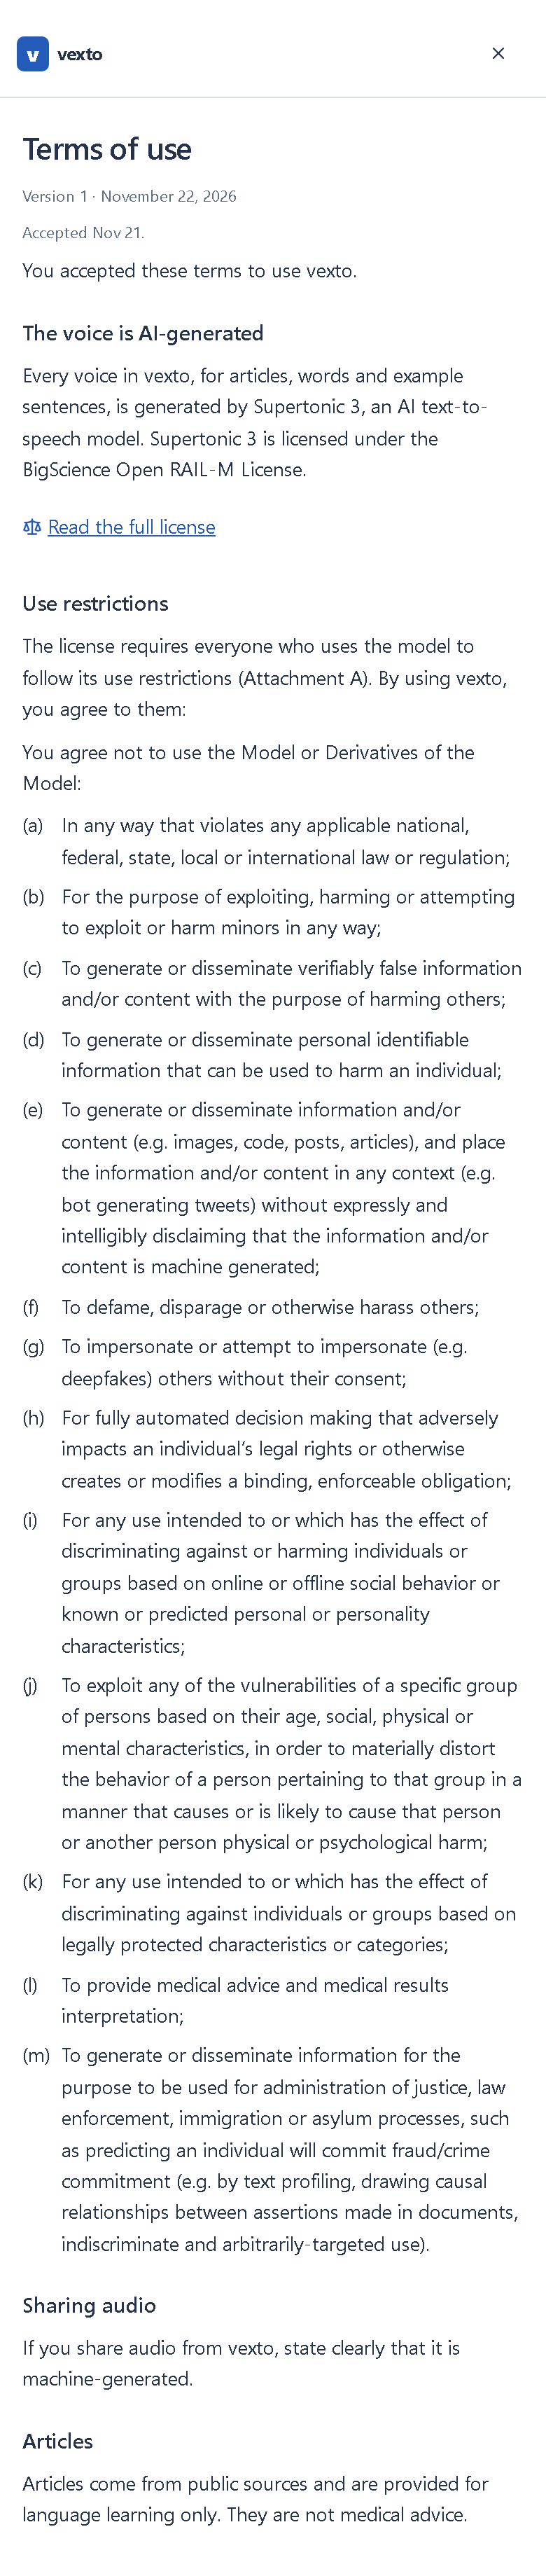 v vexto ×
Terms of use
Version 1 · November 22, 2026
Accepted Nov 21.
You accepted these terms to use vexto.
The voice is AI-generated
Every voice in vexto, for articles, words and example
sentences, is generated by Supertonic 3, an AI text-to-
speech model. Supertonic 3 is licensed under the
BigScience Open RAIL-M License.
Read the full license
Use restrictions
The license requires everyone who uses the model to
follow its use restrictions (Attachment A). By using vexto,
you agree to them:
You agree not to use the Model or Derivatives of the
Model:
(a) In any way that violates any applicable national,
federal, state, local or international law or regulation;
(b) For the purpose of exploiting, harming or attempting
to exploit or harm minors in any way;
(c) To generate or disseminate verifiably false information
and/or content with the purpose of harming others;
(d) To generate or disseminate personal identifiable
information that can be used to harm an individual;
(e) To generate or disseminate information and/or
content (e.g. images, code, posts, articles), and place
the information and/or content in any context (e.g.
bot generating tweets) without expressly and
intelligibly disclaiming that the information and/or
content is machine generated;
(f) To defame, disparage or otherwise harass others;
(g) To impersonate or attempt to impersonate (e.g.
deepfakes) others without their consent;
(h) For fully automated decision making that adversely
impacts an individual’s legal rights or otherwise
creates or modifies a binding, enforceable obligation;
(i) For any use intended to or which has the effect of
discriminating against or harming individuals or
groups based on online or offline social behavior or
known or predicted personal or personality
characteristics;
(j) To exploit any of the vulnerabilities of a specific group
of persons based on their age, social, physical or
mental characteristics, in order to materially distort
the behavior of a person pertaining to that group in a
manner that causes or is likely to cause that person
or another person physical or psychological harm;
(k) For any use intended to or which has the effect of
discriminating against individuals or groups based on
legally protected characteristics or categories;
(l) To provide medical advice and medical results
interpretation;
(m) To generate or disseminate information for the
purpose to be used for administration of justice, law
enforcement, immigration or asylum processes, such
as predicting an individual will commit fraud/crime
commitment (e.g. by text profiling, drawing causal
relationships between assertions made in documents,
indiscriminate and arbitrarily-targeted use).
Sharing audio
If you share audio from vexto, state clearly that it is
machine-generated.
Articles
Articles come from public sources and are provided for
language learning only. They are not medical advice.